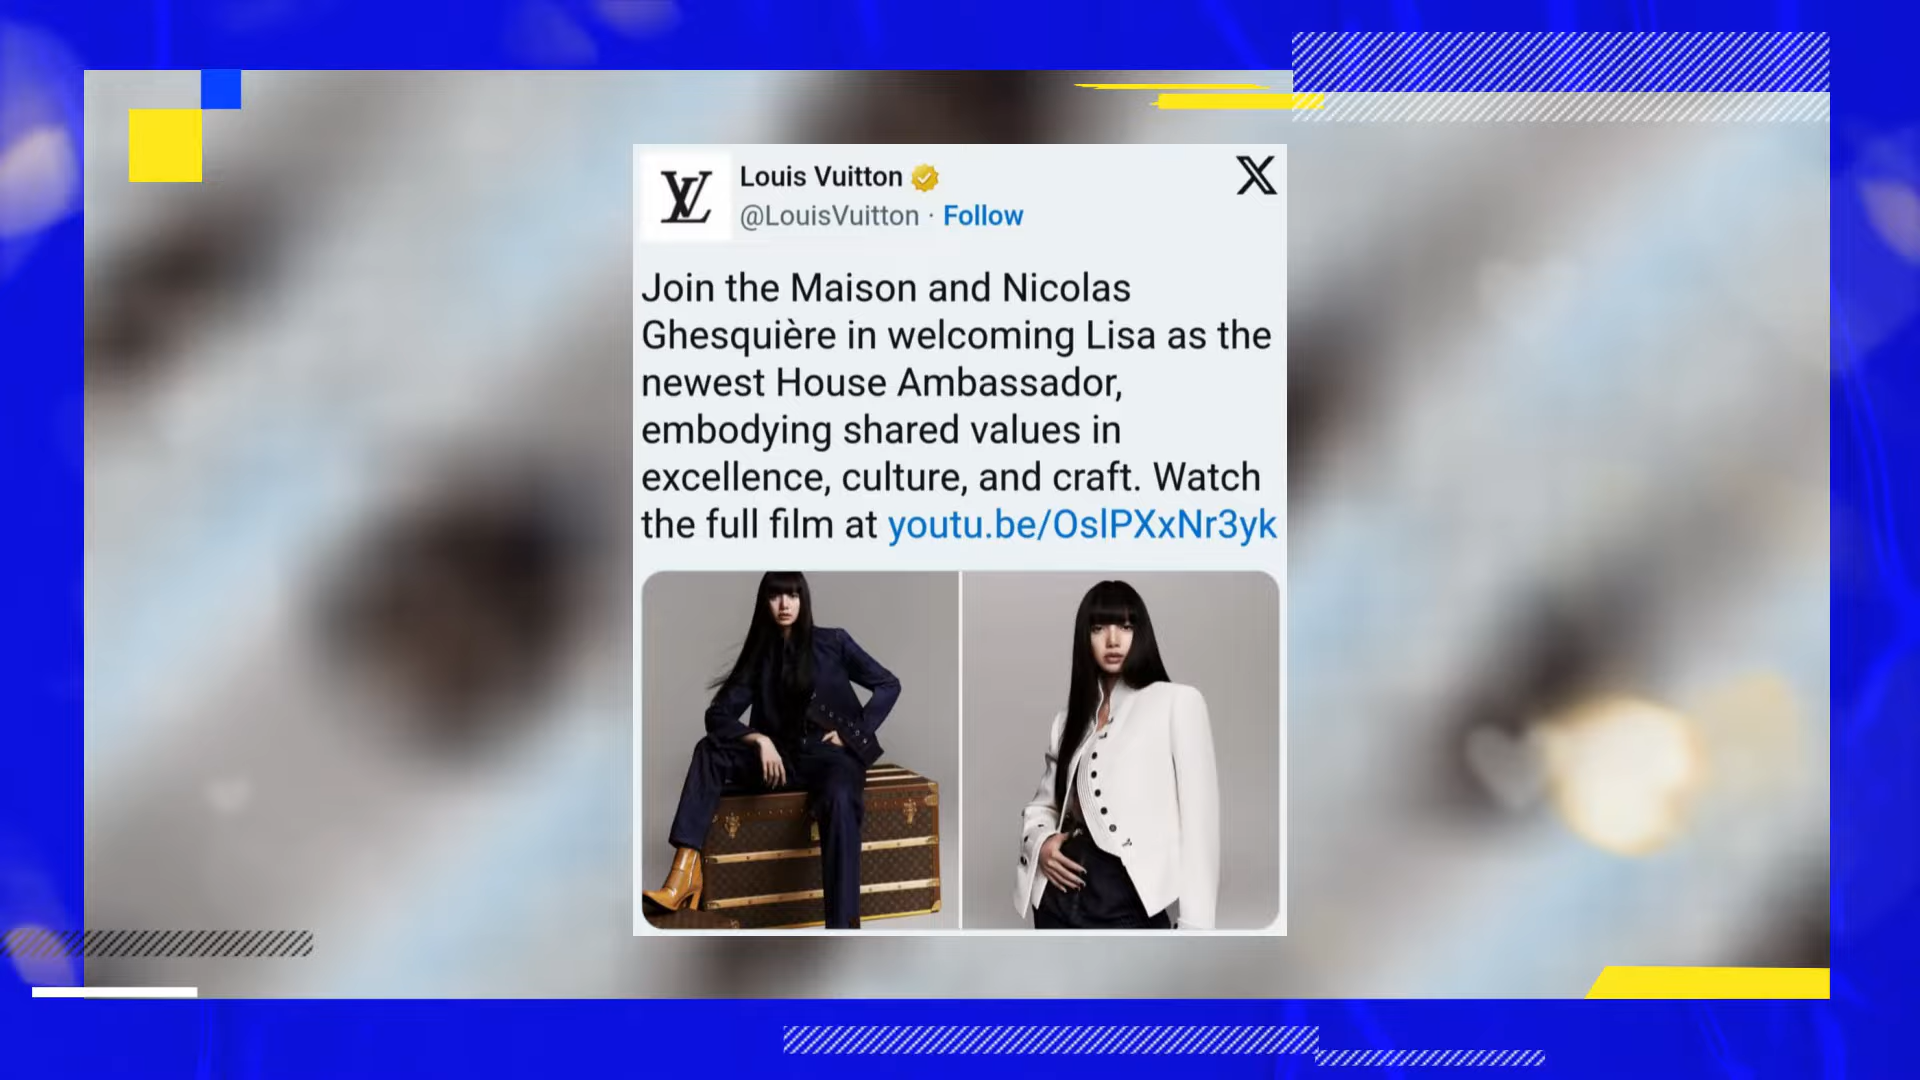 LV
Louis Vuitton
@LouisVuitton · Follow
Join the Maison and Nicolas
Ghesquière in welcoming Lisa as the
newest House Ambassador,
embodying shared values in
excellence, culture, and craft. Watch
the full film at youtu.be/OslPXxNr3yk